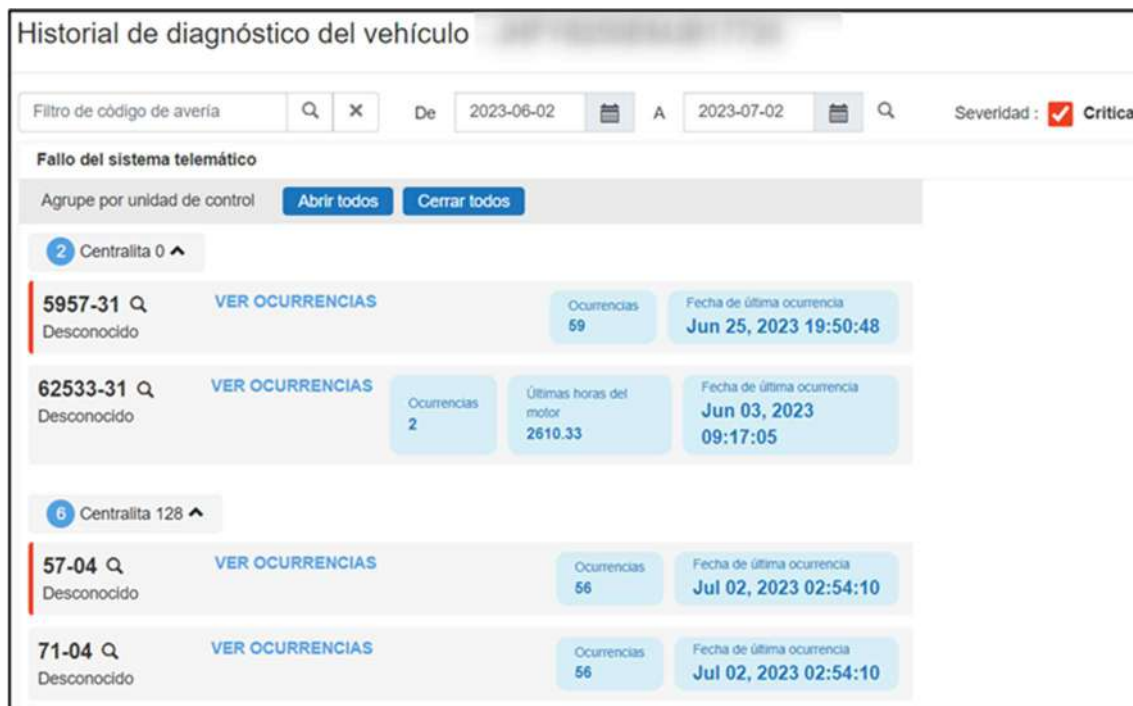 Historial de diagnóstico del vehículo
Filtro de código de avería De 2023-06-02 A 2023-07-02 Severidad : Critica
Fallo del sistema telemático
Agrupe por unidad de control Abrir todos Cerrar todos
2 Centralita 0
5957-31 VER OCURRENCIAS
Desconocido
Ocurrencias
59
Fecha de última ocurrencia
Jun 25, 2023 19:50:48
62533-31 VER OCURRENCIAS
Desconocido
Ocurrencias
2
Últimas horas del
motor
2610.33
Fecha de última ocurrencia
Jun 03, 2023
09:17:05
6 Centralita 128
57-04 VER OCURRENCIAS
Desconocido
Ocurrencias
56
Fecha de última ocurrencia
Jul 02, 2023 02:54:10
71-04 VER OCURRENCIAS
Desconocido
Ocurrencias
56
Fecha de última ocurrencia
Jul 02, 2023 02:54:10